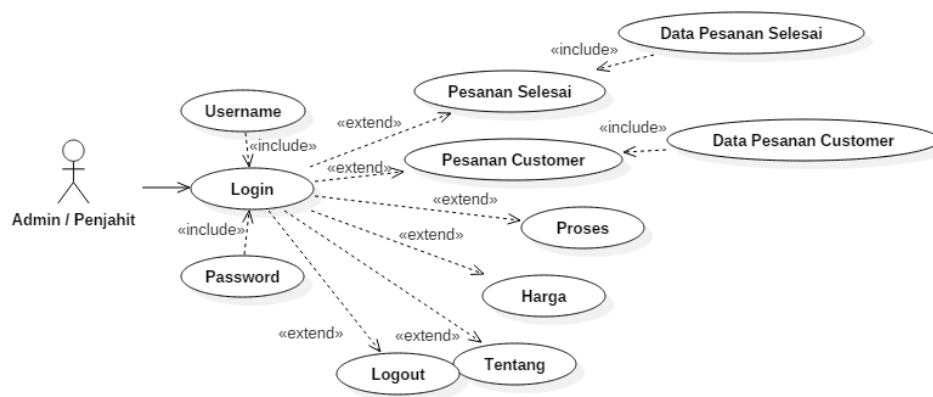 Data Pesanan Selesai
«include»
Pesanan Selesai
Username
«extend»
«include»
«include»
Data Pesanan Customer
Pesanan Customer
«extend»
Login
Admin / Penjahit
«extend»
Proses
«include»
«extend»
Password
Harga
«extend»
«extend»
Tentang
Logout